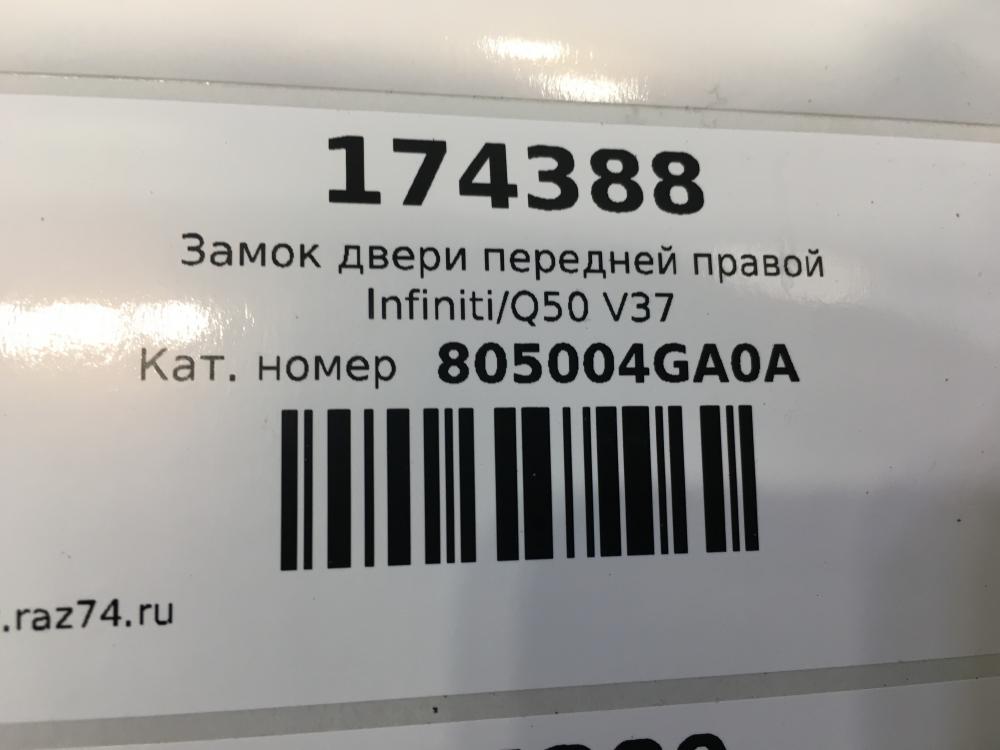 174388
Замок двери передней правой
Infiniti/Q50 V37
Кат. номер 805004GA0A
.raz74.ru